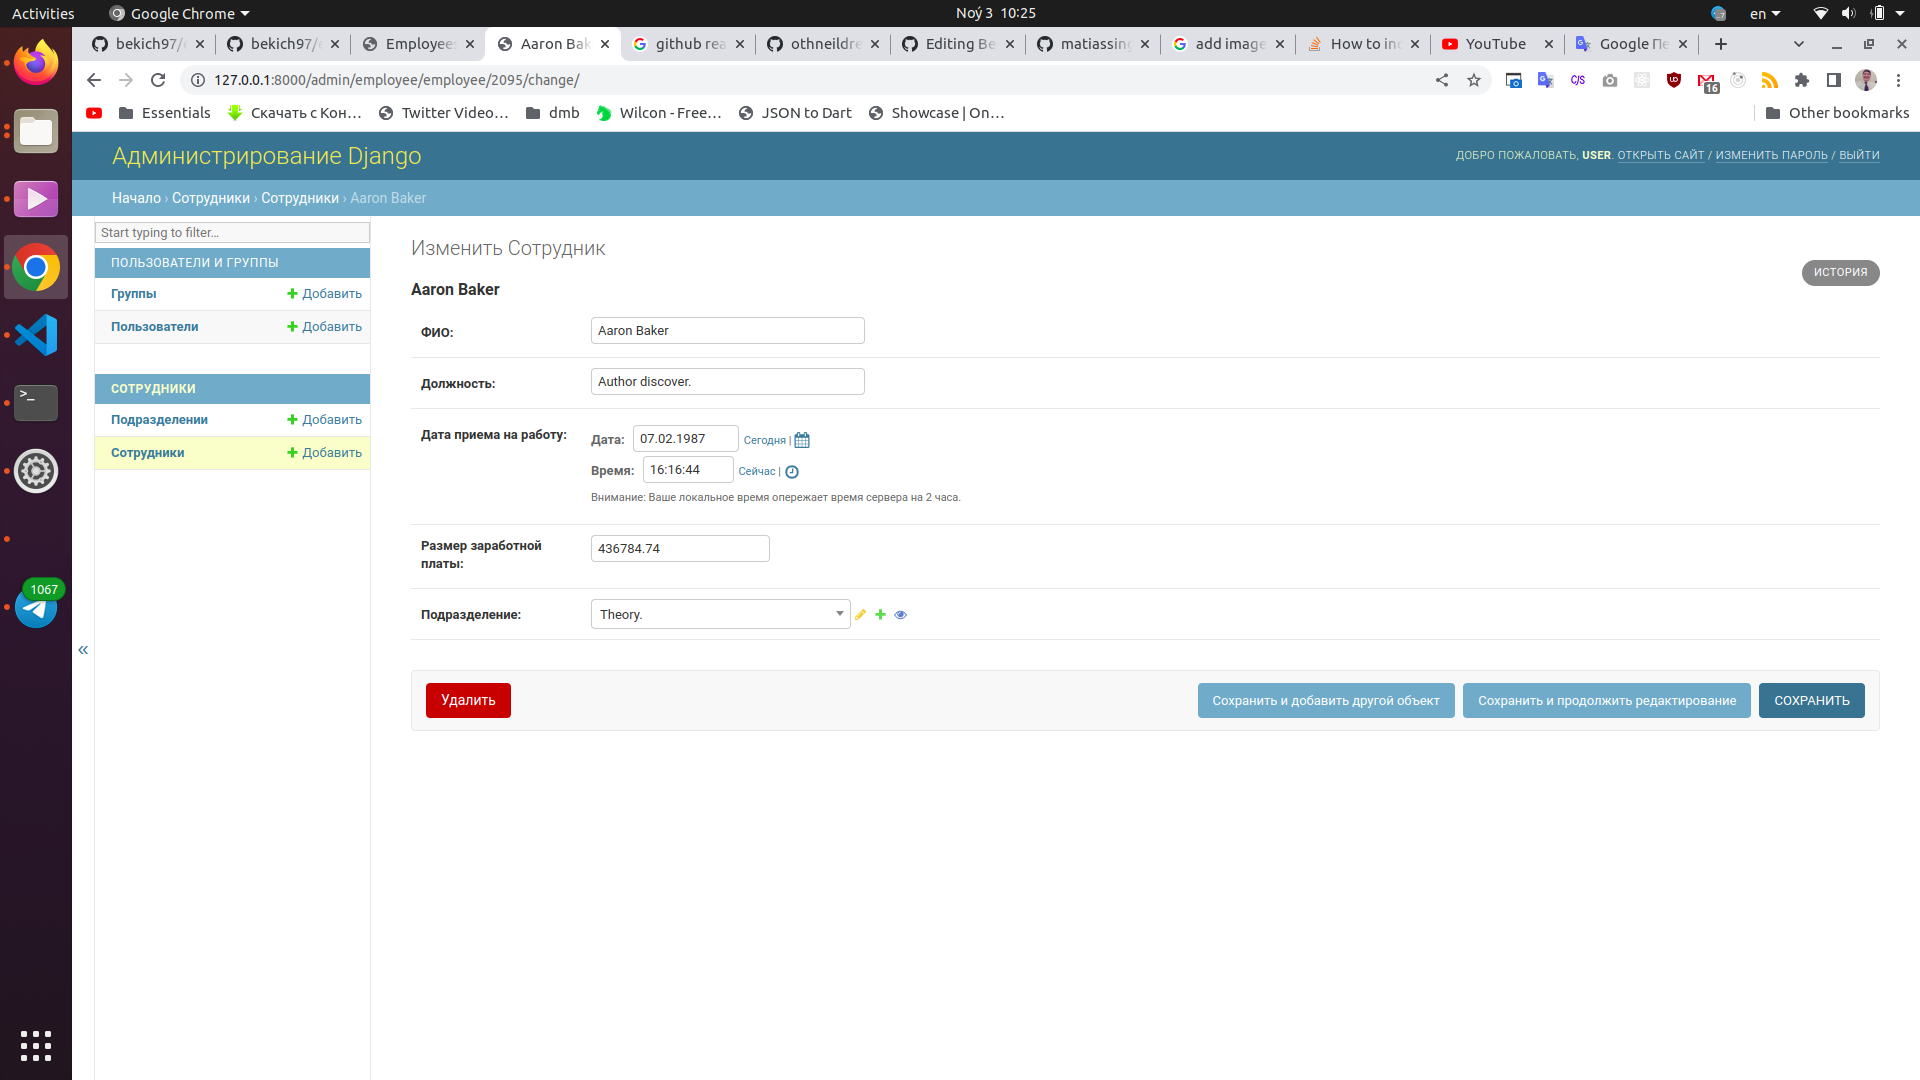 Activities
Google Chrome
Noý 3 10:25
en
bekich97/
bekich97/
Employees
Aaron Bak
github rea
othneildre
Editing Be
matiassing
add image
How to in
YouTube
Google Пе
127.0.0.1:8000/admin/employee/employee/2095/change/
16
Essentials
Скачать с Кон...
Twitter Video...
dmb
Wilcon - Free...
JSON to Dart
Showcase | On...
Other bookmarks
Администрирование Django
ДОБРО ПОЖАЛОВАТЬ, USER. ОТКРЫТЬ САЙТ / ИЗМЕНИТЬ ПАРОЛЬ / ВЫЙТИ
Начало › Сотрудники › Сотрудники › Aaron Baker
Start typing to filter...
ПОЛЬЗОВАТЕЛИ И ГРУППЫ
Группы
Добавить
Пользователи
Добавить
СОТРУДНИКИ
Подразделении
Добавить
Сотрудники
Добавить
«
1067
Изменить Сотрудник
ИСТОРИЯ
Aaron Baker
ФИО:
Aaron Baker
Должность:
Author discover.
Дата приема на работу:
Дата: 07.02.1987 Сегодня |
Время: 16:16:44 Сейчас |
Внимание: Ваше локальное время опережает время сервера на 2 часа.
Размер заработной
платы:
436784.74
Подразделение:
Theory.
Удалить
Сохранить и добавить другой объект
Сохранить и продолжить редактирование
СОХРАНИТЬ